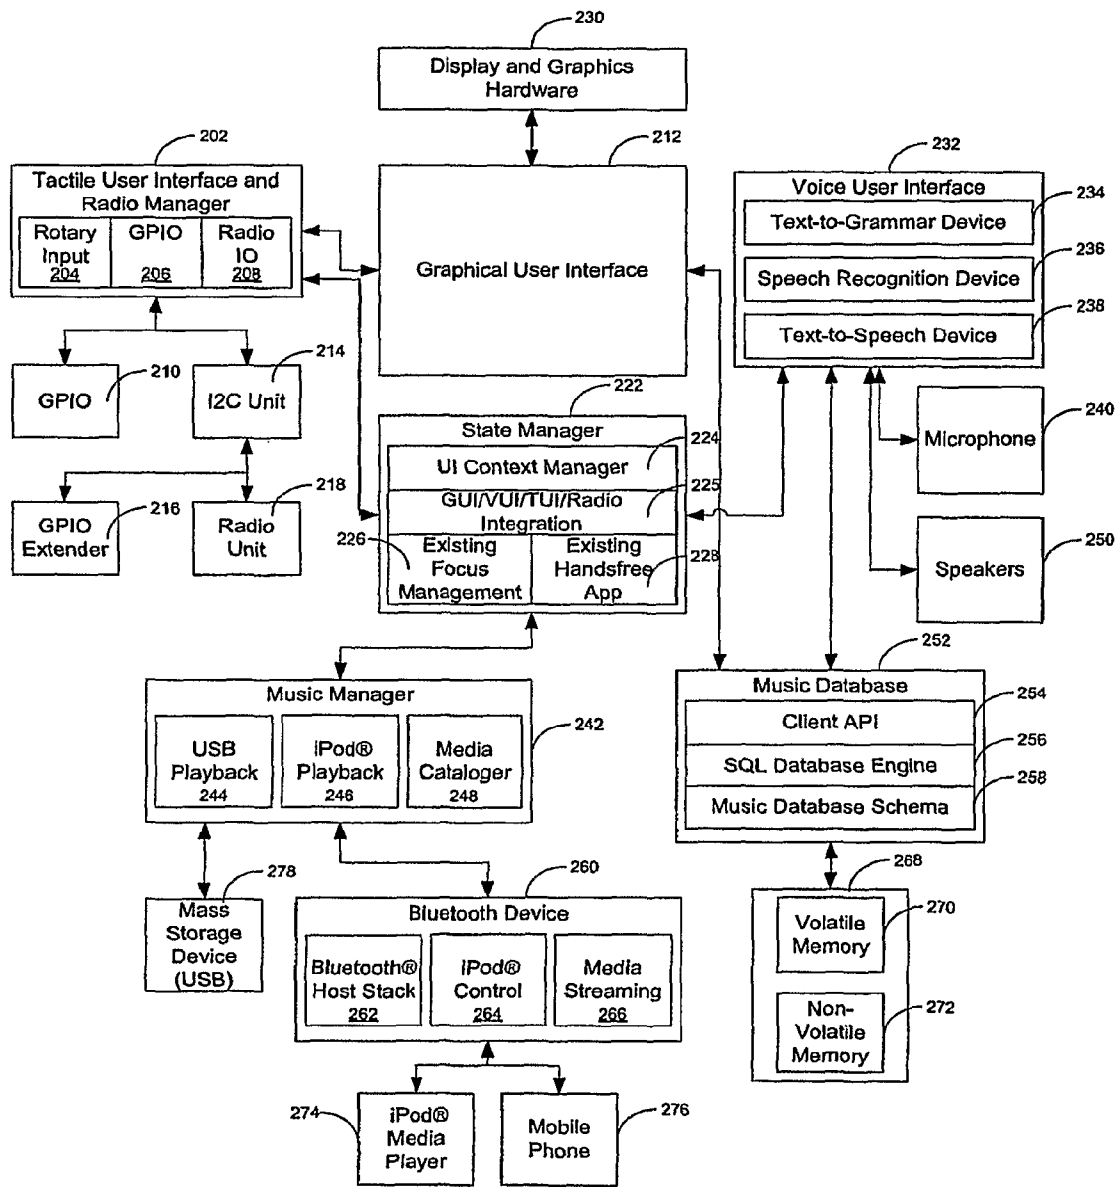 230
Display and Graphics
Hardware
202
212
232
Tactile User Interface and
Radio Manager
Rotary
Input
204
GPIO
206
Radio
IO
208
Graphical User Interface
Voice User Interface
234
Text-to-Grammar Device
236
Speech Recognition Device
238
Text-to-Speech Device
210
GPIO
214
I2C Unit
216
GPIO
Extender
218
Radio
Unit
222
State Manager
224
UI Context Manager
225
GUI/VUI/TUI/Radio
Integration
226
Existing
Focus
Management
Existing
Handsfree
App
228
240
Microphone
250
Speakers
252
Music Database
254
Client API
256
SQL Database Engine
258
Music Database Schema
Music Manager
242
USB
Playback
244
iPod®
Playback
246
Media
Cataloger
248
278
Mass
Storage
Device
(USB)
260
Bluetooth Device
Bluetooth®
Host Stack
262
iPod®
Control
264
Media
Streaming
266
268
Volatile
Memory
270
Non-
Volatile
Memory
272
274
iPod®
Media
Player
Mobile
Phone
276